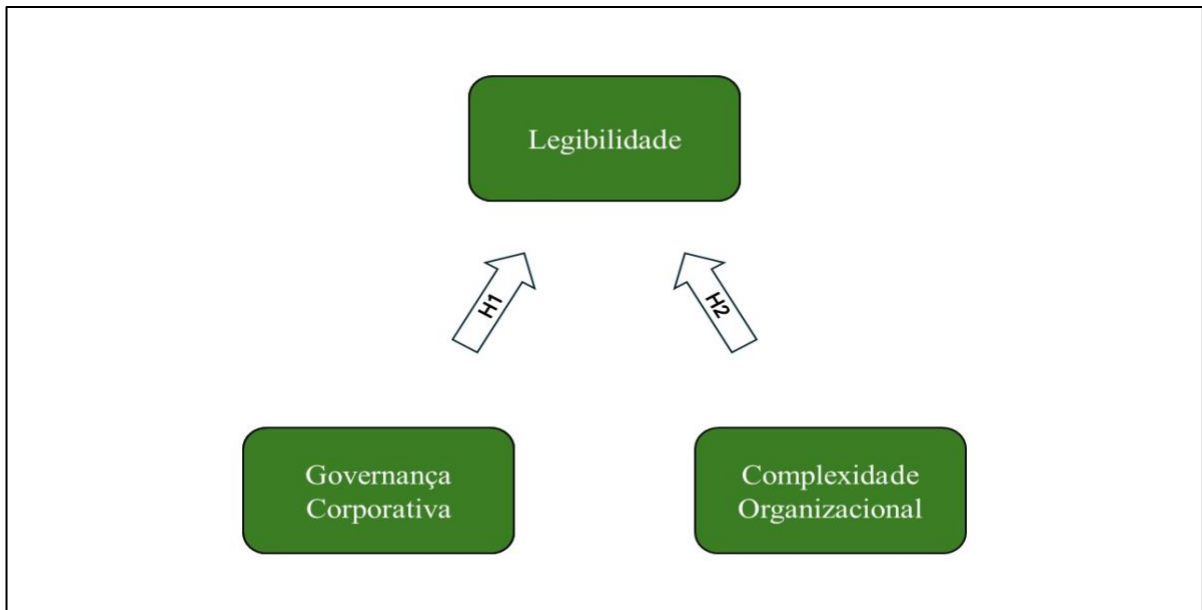 Legibilidade
H1
H2
Governança
Corporativa
Complexidade
Organizacional